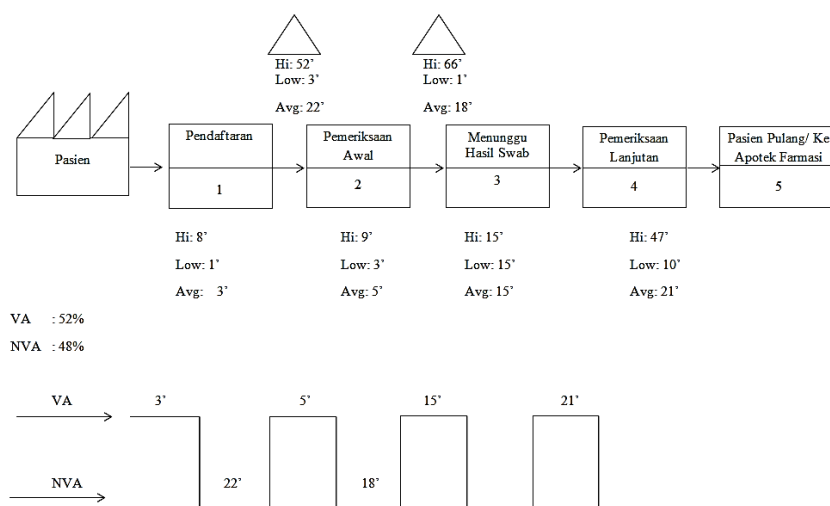 Hi: 52’
Low: 3’
Avg: 22’
Hi: 66’
Low: 1’
Avg: 18’
Pasien
Pendaftaran
1
Pemeriksaan
Awal
2
Menunggu
Hasil Swab
3
Pemeriksaan
Lanjutan
4
Pasien Pulang/ Ke
Apotek Farmasi
5
Hi: 8’
Low: 1’
Avg: 3’
Hi: 9’
Low: 3’
Avg: 5’
Hi: 15’
Low: 15’
Avg: 15’
Hi: 47’
Low: 10’
Avg: 21’
VA : 52%
NVA : 48%
VA 3’ 5’ 15’ 21’
NVA 22’ 18’